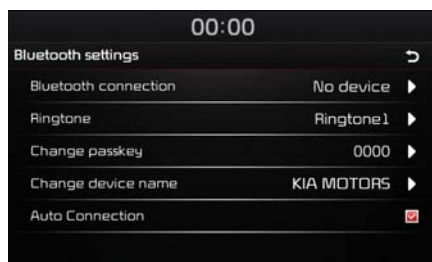 00:00
Bluetooth settings
Bluetooth connection No device
Ringtone Ringtone1
Change passkey 0000
Change device name KIA MOTORS
Auto Connection